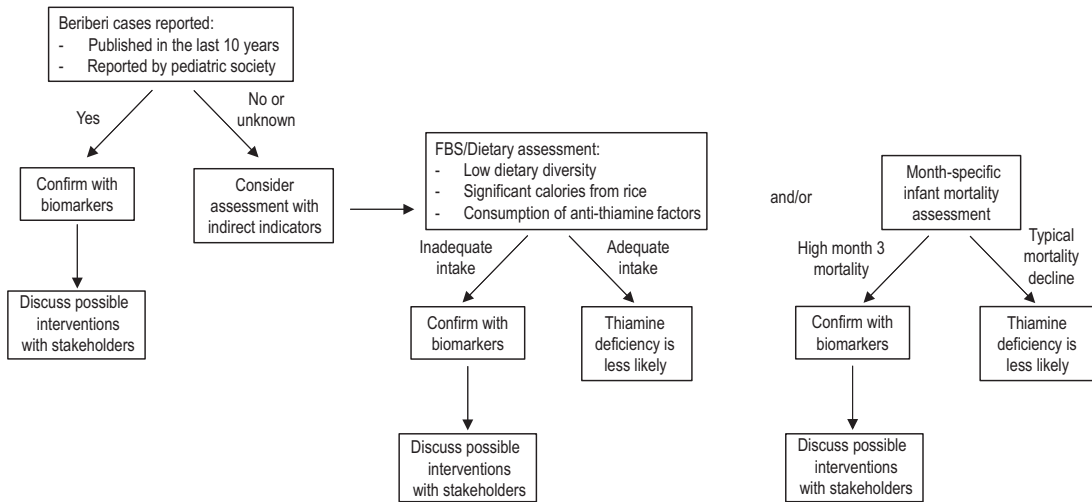 Beriberi cases reported:
- Published in the last 10 years
- Reported by pediatric society
Yes
No or
unknown
Confirm with
biomarkers
Consider
assessment with
indirect indicators
Discuss possible
interventions
with stakeholders
FBS/Dietary assessment:
- Low dietary diversity
- Significant calories from rice
- Consumption of anti-thiamine factors
Inadequate
intake
Adequate
intake
Confirm with
biomarkers
Thiamine
deficiency is
less likely
Discuss possible
interventions
with stakeholders
and/or
Month-specific
infant mortality
assessment
High month 3
mortality
Typical
mortality
decline
Confirm with
biomarkers
Thiamine
deficiency is
less likely
Discuss possible
interventions
with stakeholders